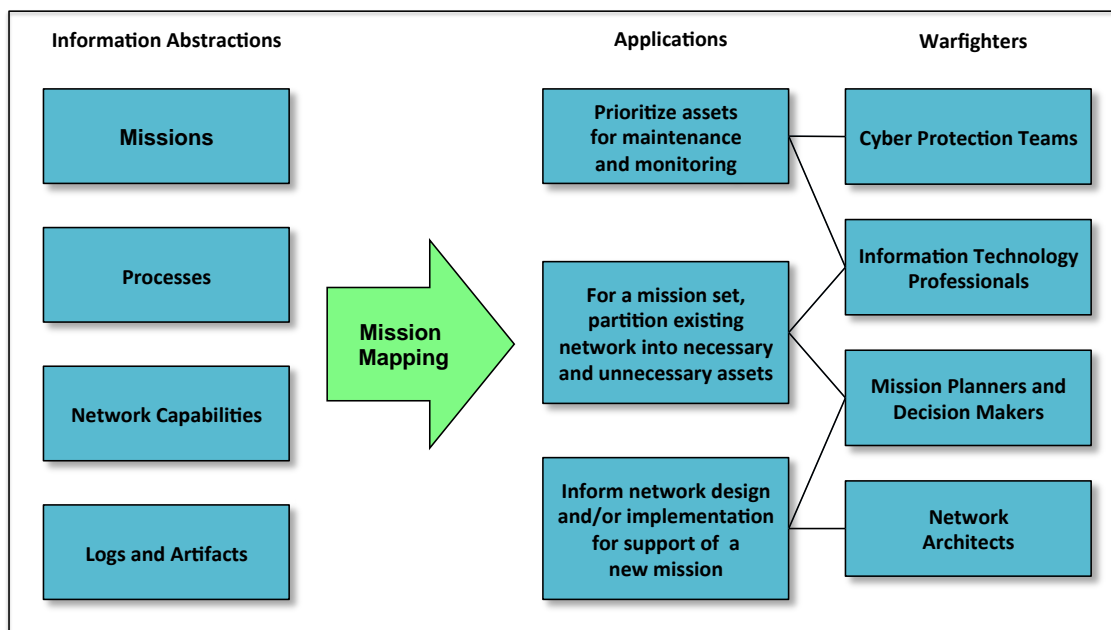 Information Abstractions
Missions
Processes
Network Capabilities
Logs and Artifacts
Mission
Mapping
Applications
Prioritize assets
for maintenance
and monitoring
For a mission set,
partition existing
network into necessary
and unnecessary assets
Inform network design
and/or implementation
for support of a
new mission
Warfighters
Cyber Protection Teams
Information Technology
Professionals
Mission Planners and
Decision Makers
Network
Architects